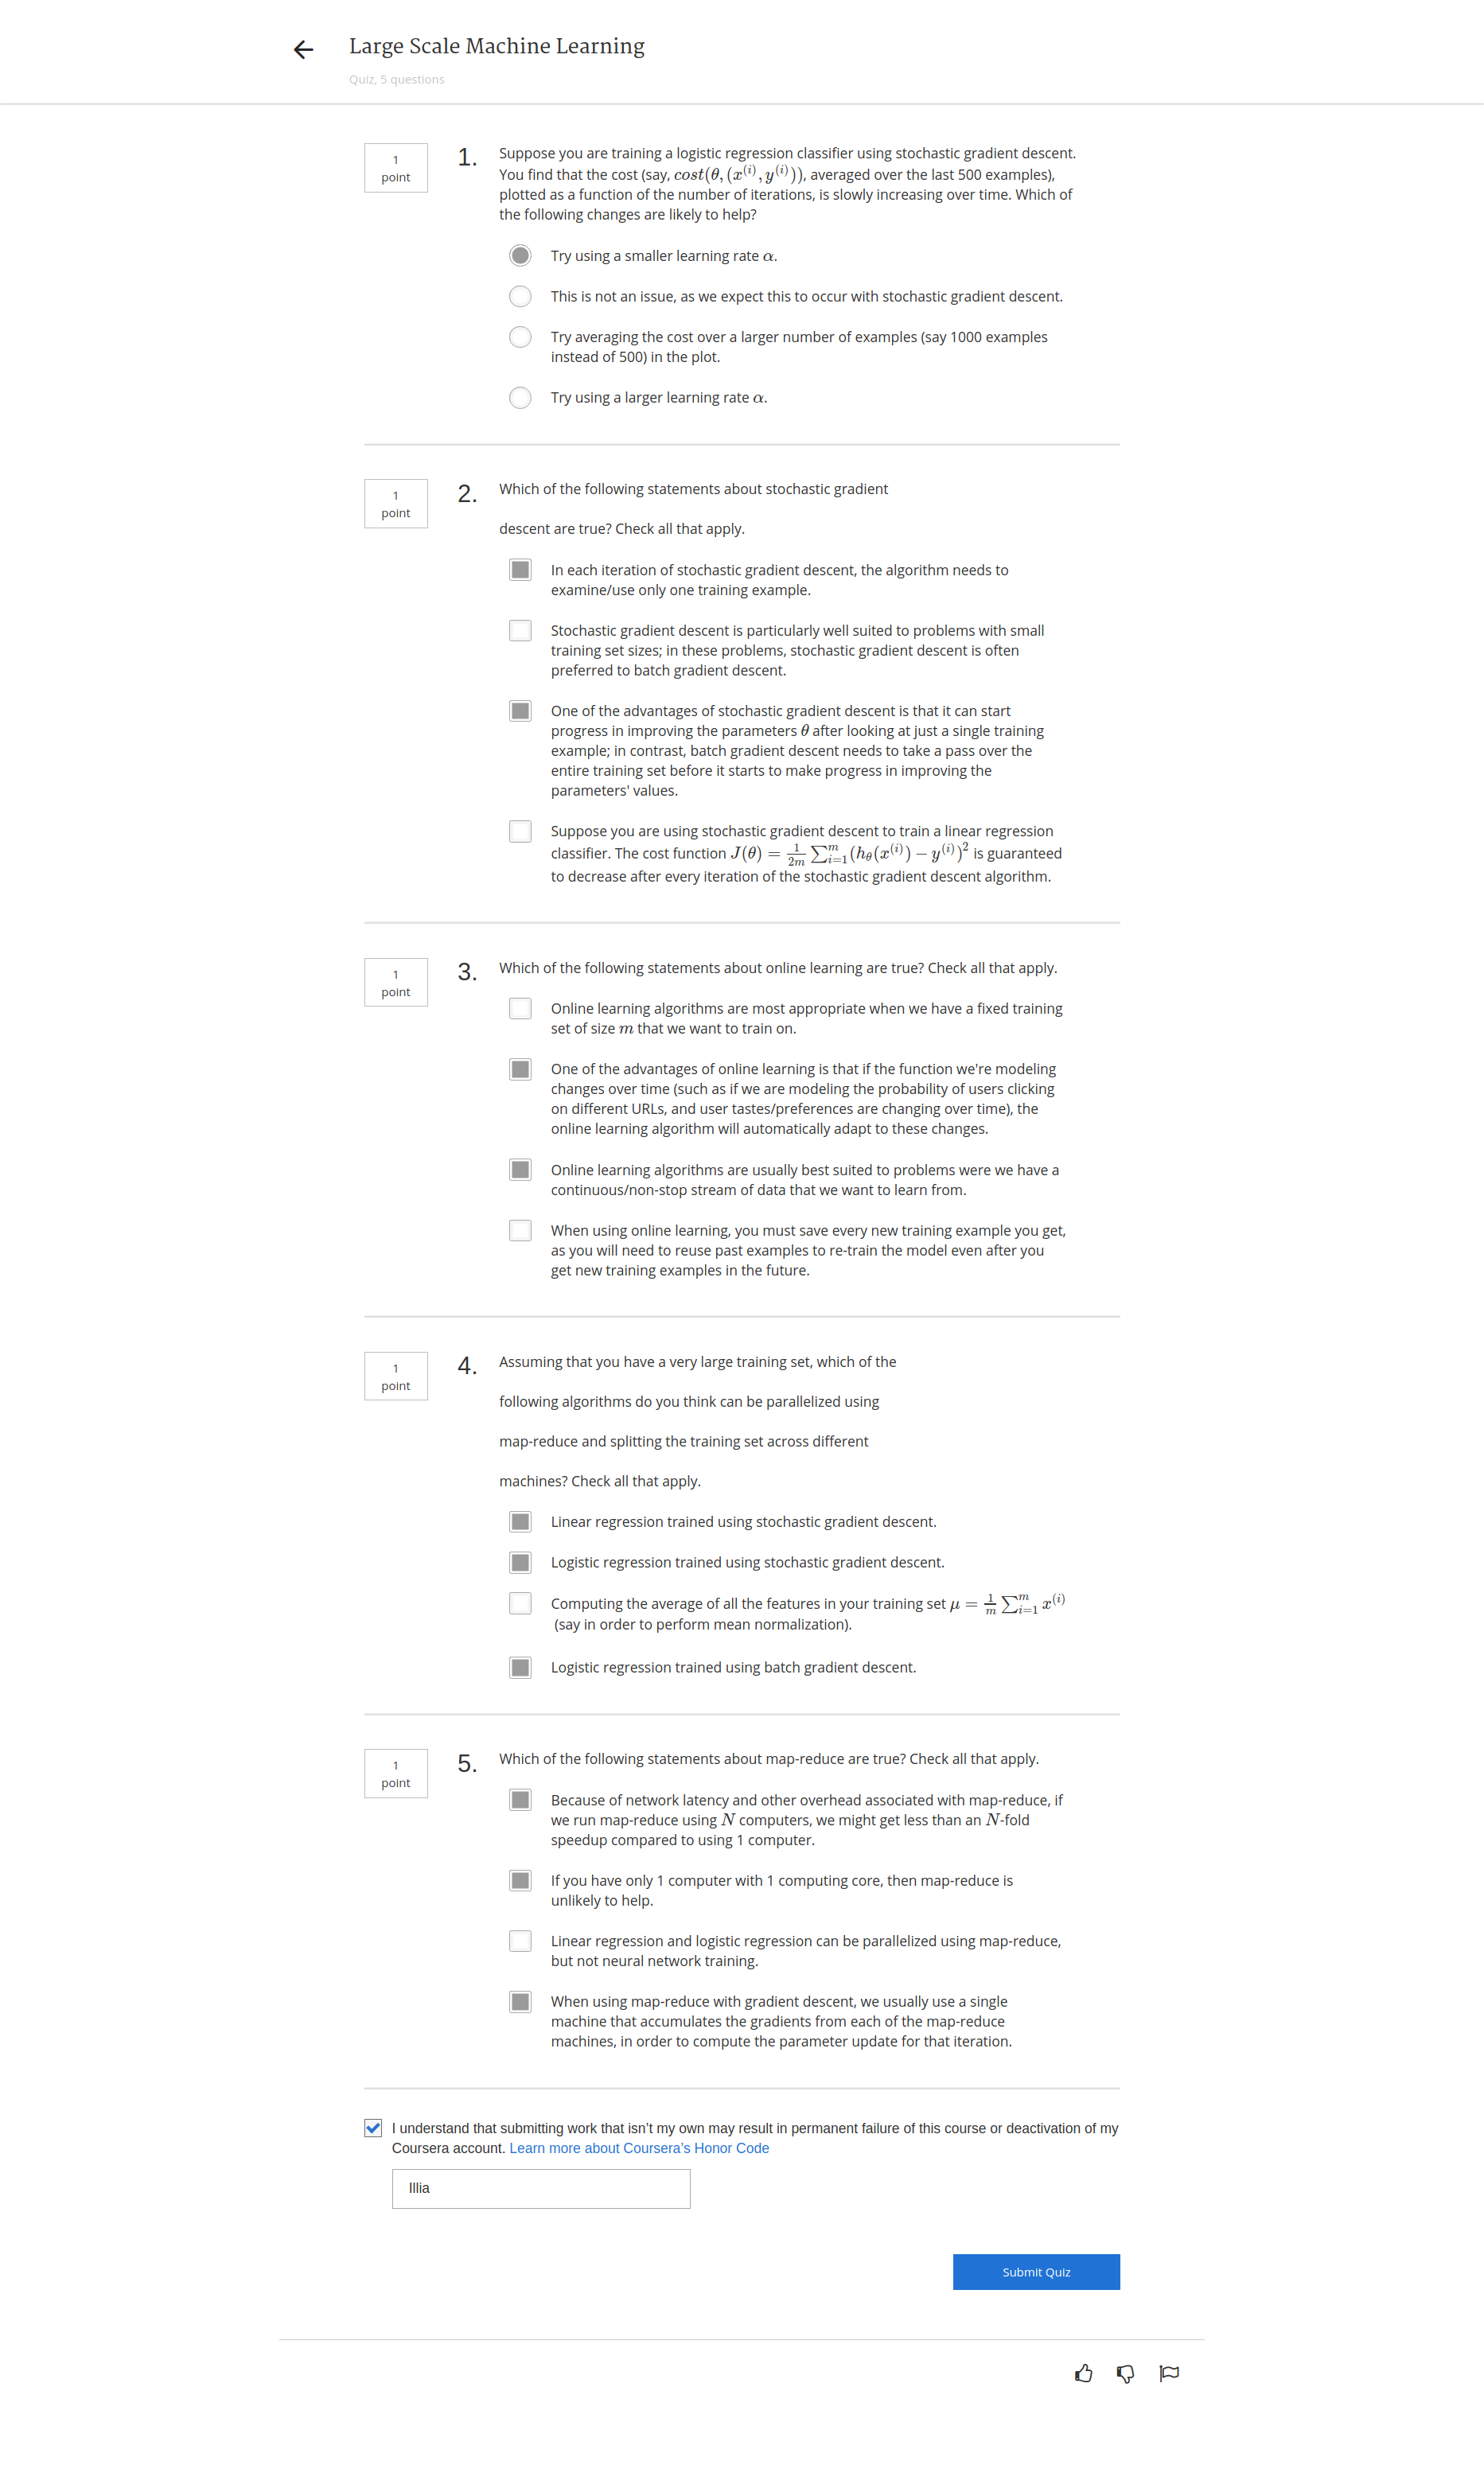 Large Scale Machine Learning
Quiz, 5 questions
1
point
1.
Suppose you are training a logistic regression classifier using stochastic gradient descent.
You find that the cost (say, cost(θ, (x⁽ⁱ⁾, y⁽ⁱ⁾)), averaged over the last 500 examples),
plotted as a function of the number of iterations, is slowly increasing over time. Which of
the following changes are likely to help?
Try using a smaller learning rate α.
This is not an issue, as we expect this to occur with stochastic gradient descent.
Try averaging the cost over a larger number of examples (say 1000 examples
instead of 500) in the plot.
Try using a larger learning rate α.
1
point
2.
Which of the following statements about stochastic gradient
descent are true? Check all that apply.
In each iteration of stochastic gradient descent, the algorithm needs to
examine/use only one training example.
Stochastic gradient descent is particularly well suited to problems with small
training set sizes; in these problems, stochastic gradient descent is often
preferred to batch gradient descent.
One of the advantages of stochastic gradient descent is that it can start
progress in improving the parameters θ after looking at just a single training
example; in contrast, batch gradient descent needs to take a pass over the
entire training set before it starts to make progress in improving the
parameters' values.
Suppose you are using stochastic gradient descent to train a linear regression
classifier. The cost function J(θ) = 1/2m ∑ᵢ₌₁ᵐ (hθ(x⁽ⁱ⁾) − y⁽ⁱ⁾)² is guaranteed
to decrease after every iteration of the stochastic gradient descent algorithm.
1
point
3.
Which of the following statements about online learning are true? Check all that apply.
Online learning algorithms are most appropriate when we have a fixed training
set of size m that we want to train on.
One of the advantages of online learning is that if the function we're modeling
changes over time (such as if we are modeling the probability of users clicking
on different URLs, and user tastes/preferences are changing over time), the
online learning algorithm will automatically adapt to these changes.
Online learning algorithms are usually best suited to problems were we have a
continuous/non-stop stream of data that we want to learn from.
When using online learning, you must save every new training example you get,
as you will need to reuse past examples to re-train the model even after you
get new training examples in the future.
1
point
4.
Assuming that you have a very large training set, which of the
following algorithms do you think can be parallelized using
map-reduce and splitting the training set across different
machines? Check all that apply.
Linear regression trained using stochastic gradient descent.
Logistic regression trained using stochastic gradient descent.
Computing the average of all the features in your training set μ = 1/m ∑ᵢ₌₁ᵐ x⁽ⁱ⁾
(say in order to perform mean normalization).
Logistic regression trained using batch gradient descent.
1
point
5.
Which of the following statements about map-reduce are true? Check all that apply.
Because of network latency and other overhead associated with map-reduce, if
we run map-reduce using N computers, we might get less than an N-fold
speedup compared to using 1 computer.
If you have only 1 computer with 1 computing core, then map-reduce is
unlikely to help.
Linear regression and logistic regression can be parallelized using map-reduce,
but not neural network training.
When using map-reduce with gradient descent, we usually use a single
machine that accumulates the gradients from each of the map-reduce
machines, in order to compute the parameter update for that iteration.
I understand that submitting work that isn't my own may result in permanent failure of this course or deactivation of my
Coursera account. Learn more about Coursera's Honor Code
Illia
Submit Quiz